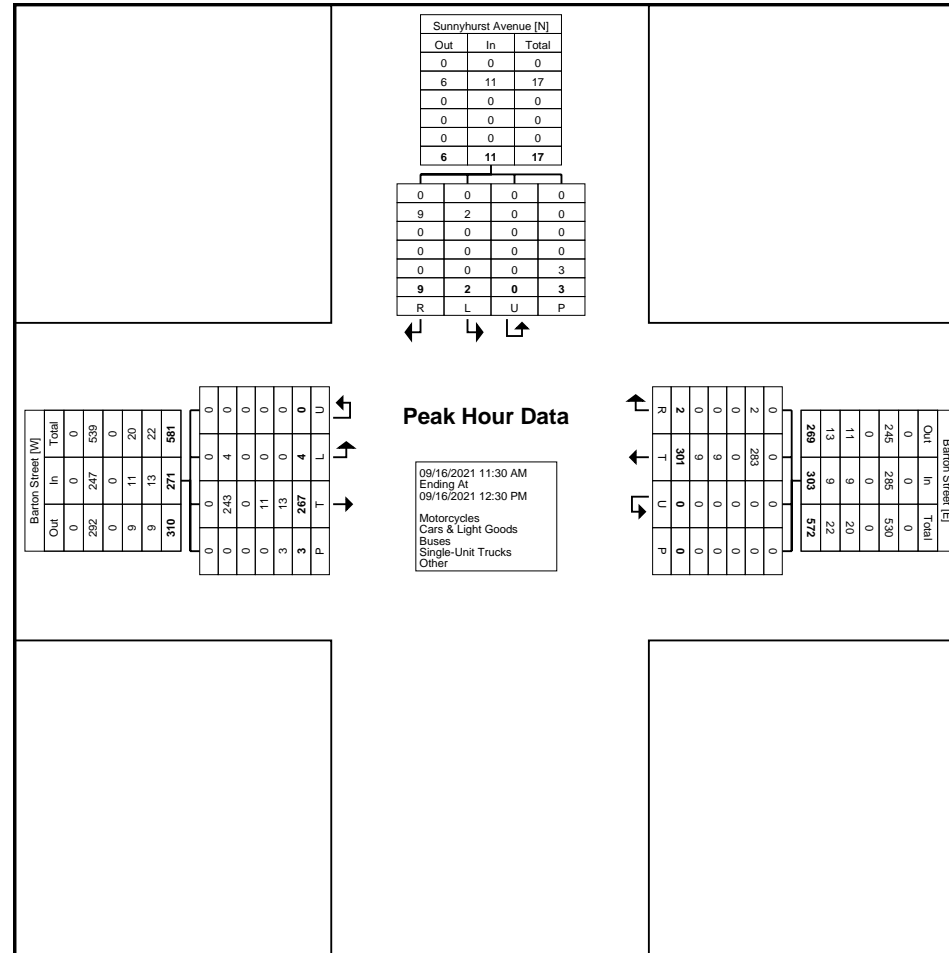 Sunnyhurst Avenue [N]
Out In Total
0 0 0
6 11 17
0 0 0
0 0 0
0 0 0
6 11 17
0 0 0 0
9 2 0 0
0 0 0 0
0 0 0 0
0 0 0 3
9 2 0 3
R L U P
Barton Street [W]
Total 0 539 0 20 22 581
In 0 247 0 11 13 271
Out 0 292 0 9 9 310
0 0 0 0 0 0 U
0 4 0 0 0 4 L
0 243 0 11 13 267 T
0 0 0 0 3 3 P
Peak Hour Data
09/16/2021 11:30 AM
Ending At
09/16/2021 12:30 PM
Motorcycles
Cars & Light Goods
Buses
Single-Unit Trucks
Other
R 2 0 0 0 2 0
T 301 9 9 0 283 0
U 0 0 0 0 0 0
P 0 0 0 0 0 0
Barton Street [E]
Out 0 245 0 11 13 269
In 0 285 0 9 9 303
Total 0 530 0 20 22 572